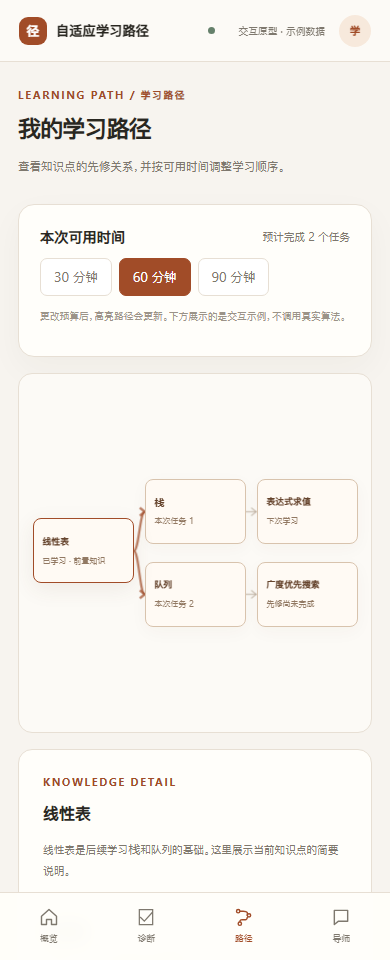 径 自适应学习路径 交互原型 · 示例数据 学
LEARNING PATH / 学习路径
我的学习路径
查看知识点的先修关系，并按可用时间调整学习顺序。
本次可用时间 预计完成 2 个任务
30 分钟 60 分钟 90 分钟
更改预算后，高亮路径会更新。下方展示的是交互示例，不调用真实算法。
线性表
已学习 · 前置知识
栈
本次任务 1
表达式求值
下次学习
队列
本次任务 2
广度优先搜索
先修尚未完成
KNOWLEDGE DETAIL
线性表
线性表是后续学习栈和队列的基础。这里展示当前知识点的简要
说明。
概览 诊断 路径 导师